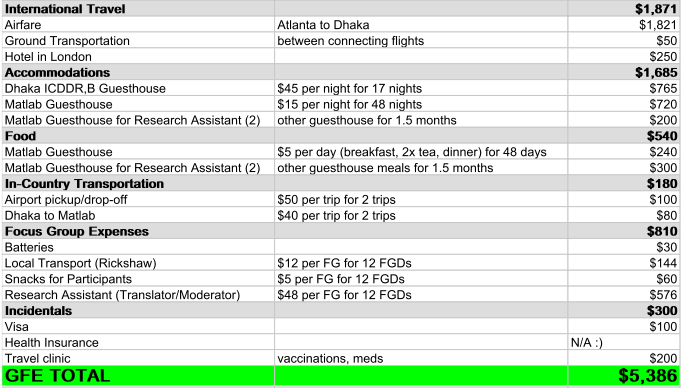 International Travel $1,871
Airfare Atlanta to Dhaka $1,821
Ground Transportation between connecting flights $50
Hotel in London $250
Accommodations $1,685
Dhaka ICDDR,B Guesthouse $45 per night for 17 nights $765
Matlab Guesthouse $15 per night for 48 nights $720
Matlab Guesthouse for Research Assistant (2) other guesthouse for 1.5 months $200
Food $540
Matlab Guesthouse $5 per day (breakfast, 2x tea, dinner) for 48 days $240
Matlab Guesthouse for Research Assistant (2) other guesthouse meals for 1.5 months $300
In-Country Transportation $180
Airport pickup/drop-off $50 per trip for 2 trips $100
Dhaka to Matlab $40 per trip for 2 trips $80
Focus Group Expenses $810
Batteries $30
Local Transport (Rickshaw) $12 per FG for 12 FGDs $144
Snacks for Participants $5 per FG for 12 FGDs $60
Research Assistant (Translator/Moderator) $48 per FG for 12 FGDs $576
Incidentals $300
Visa $100
Health Insurance N/A :)
Travel clinic vaccinations, meds $200
GFE TOTAL $5,386